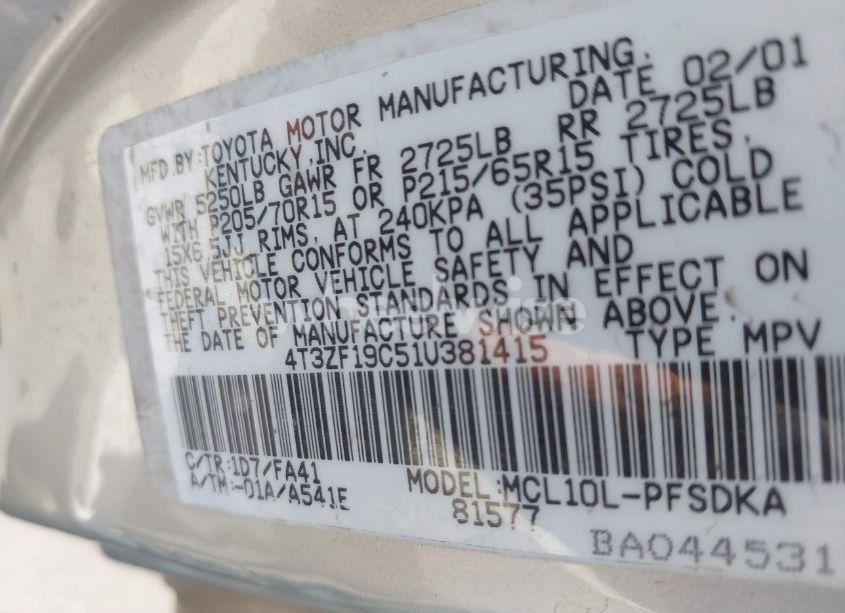 MFD.BY:TOYOTA MOTOR MANUFACTURING,
KENTUCKY,INC. DATE 02/01
GVWR 5250LB GAWR FR 2725LB RR 2725LB
WITH P205/70R15 OR P215/65R15 TIRES.
15X6.5JJ RIMS, AT 240KPA (35PSI) COLD
THIS VEHICLE CONFORMS TO ALL APPLICABLE
FEDERAL MOTOR VEHICLE SAFETY AND
THEFT PREVENTION STANDARDS IN EFFECT ON
THE DATE OF MANUFACTURE SHOWN ABOVE.
4T3ZF19C51U381415 TYPE MPV
C/TR:1D7/FA41
A/TM:-01A/A541E
MODEL:MCL10L-PFSDKA
81577
BA044531